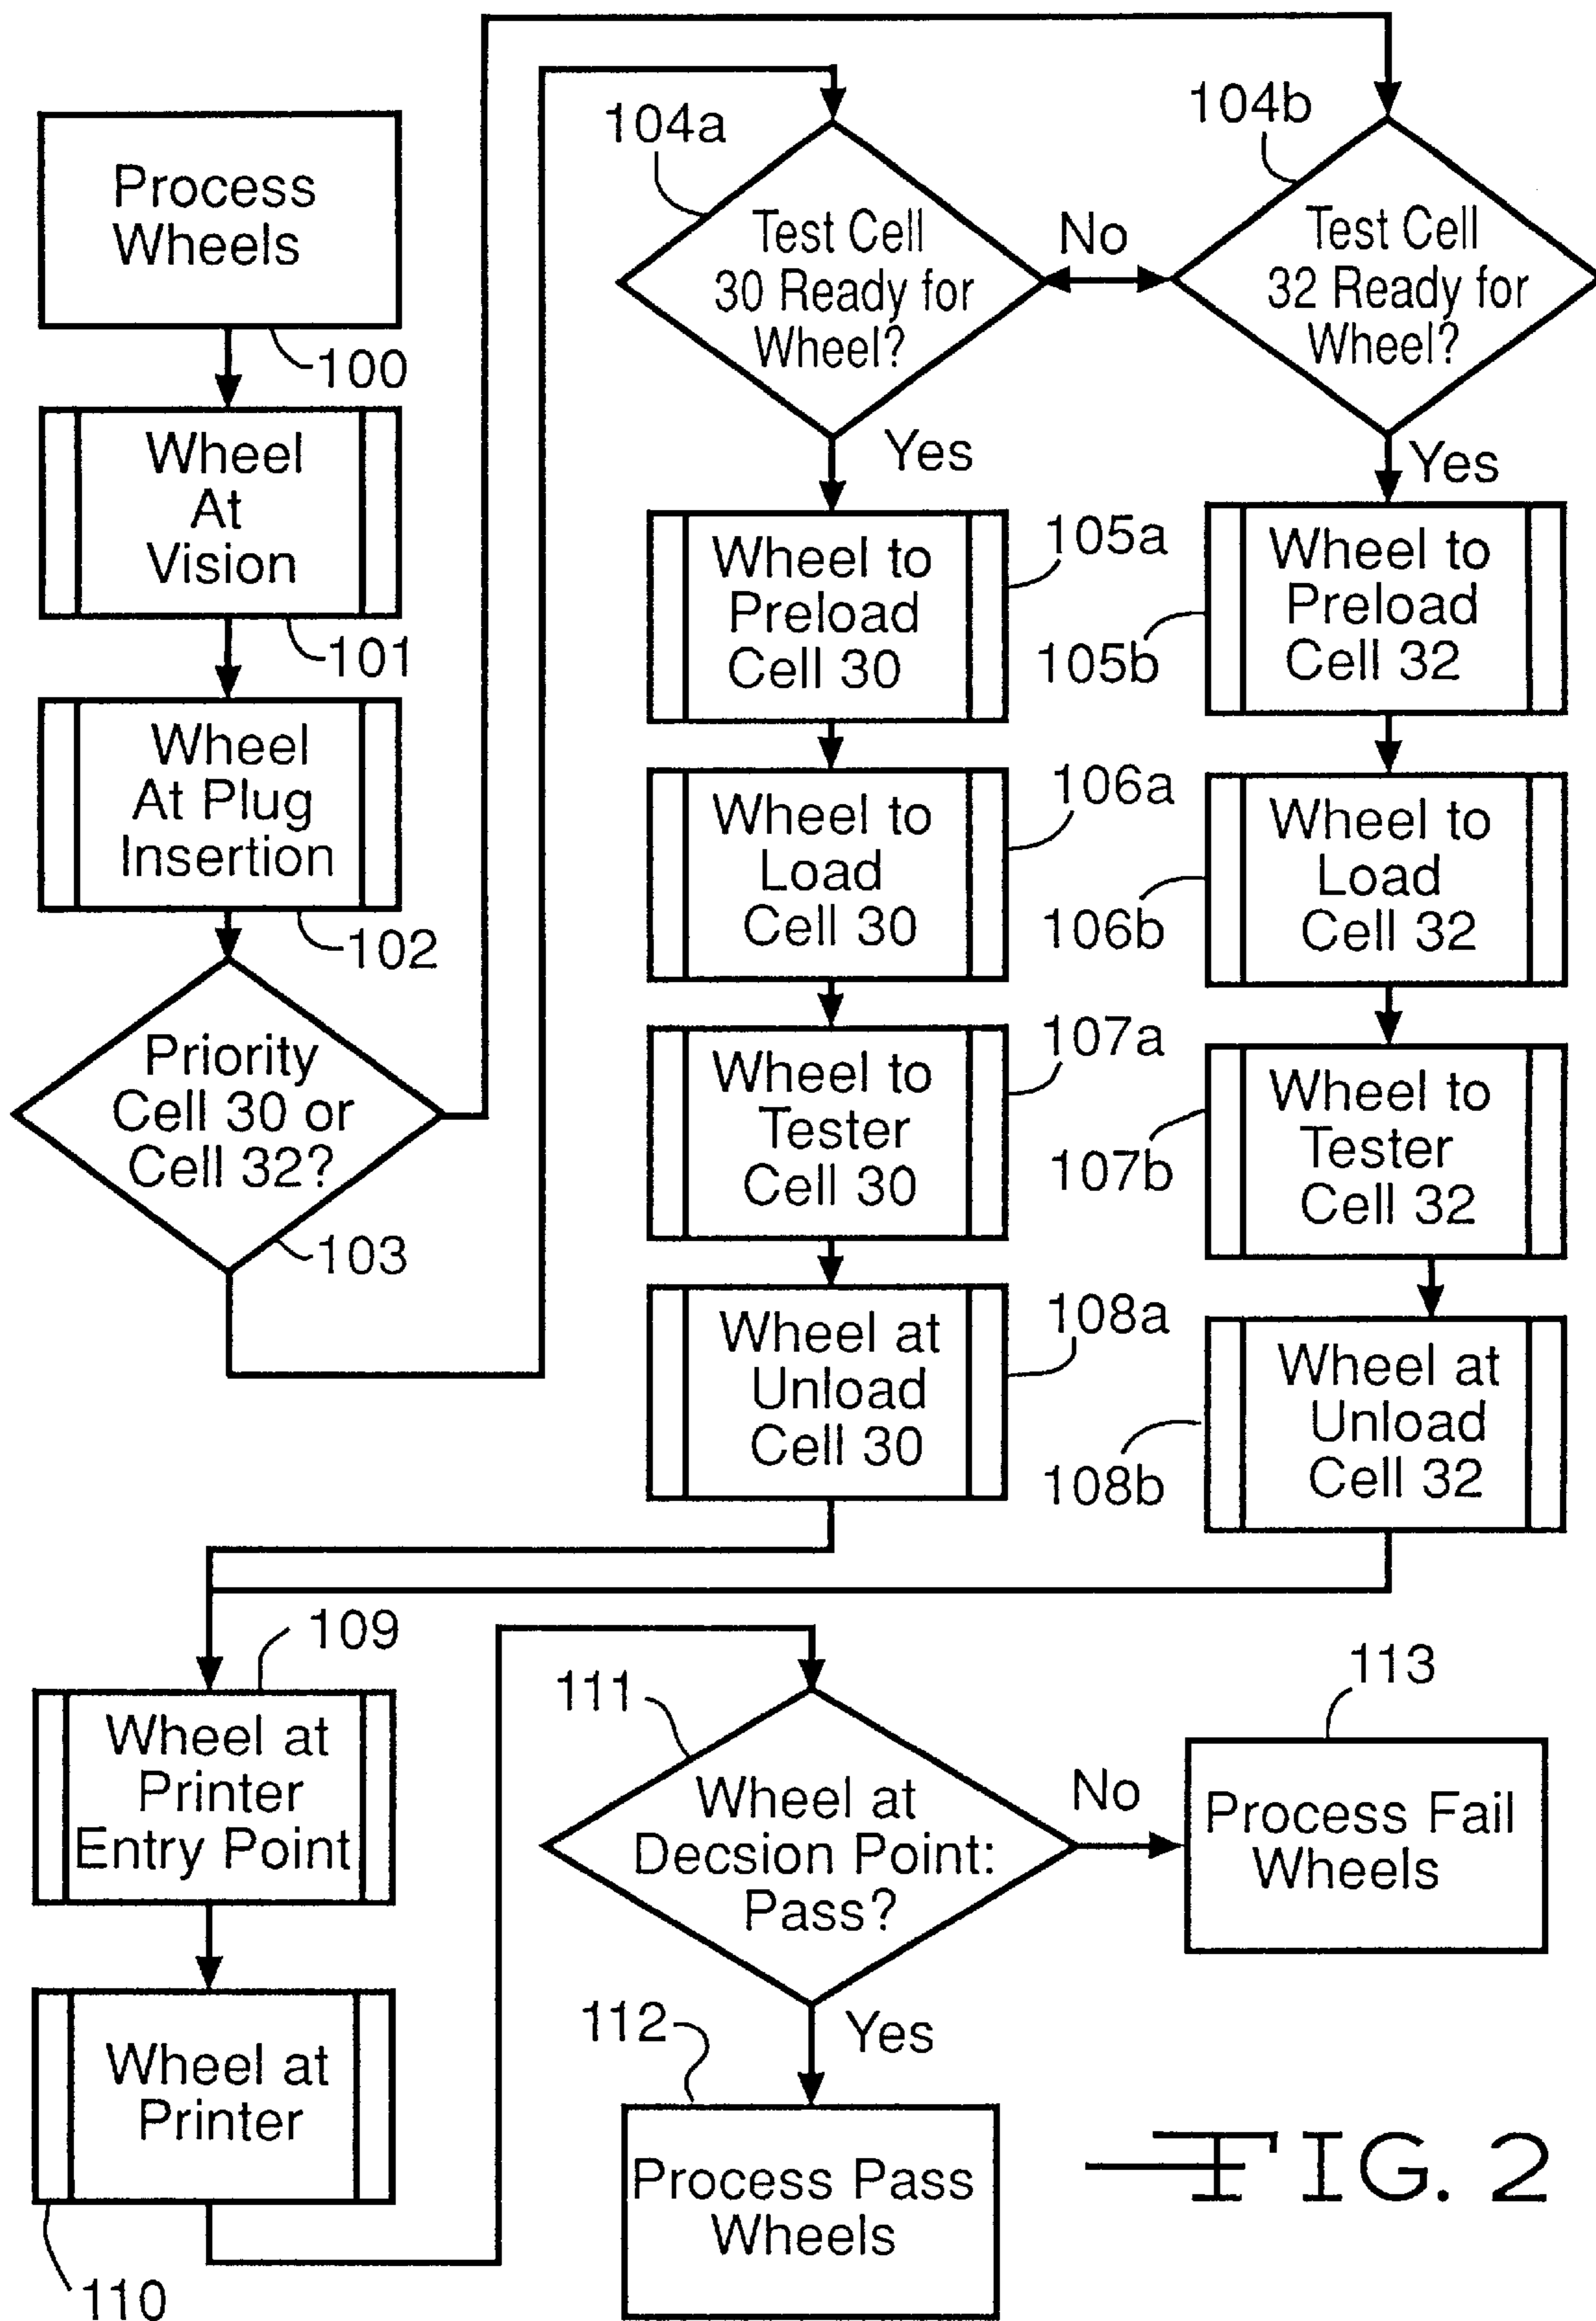 Process
Wheels
100
Wheel
At
Vision
101
Wheel
At Plug
Insertion
102
Priority
Cell 30 or
Cell 32?
103
104a
Test Cell
30 Ready for
Wheel?
No
104b
Test Cell
32 Ready for
Wheel?
Yes
Yes
Wheel to
Preload
Cell 30
105a
Wheel to
Preload
Cell 32
105b
Wheel to
Load
Cell 30
106a
Wheel to
Load
Cell 32
106b
Wheel to
Tester
Cell 30
107a
Wheel to
Tester
Cell 32
107b
Wheel at
Unload
Cell 30
108a
Wheel at
Unload
Cell 32
108b
109
Wheel at
Printer
Entry Point
Wheel at
Printer
110
111
Wheel at
Decsion Point:
Pass?
No
113
Process Fail
Wheels
Yes
112
Process Pass
Wheels
FIG. 2